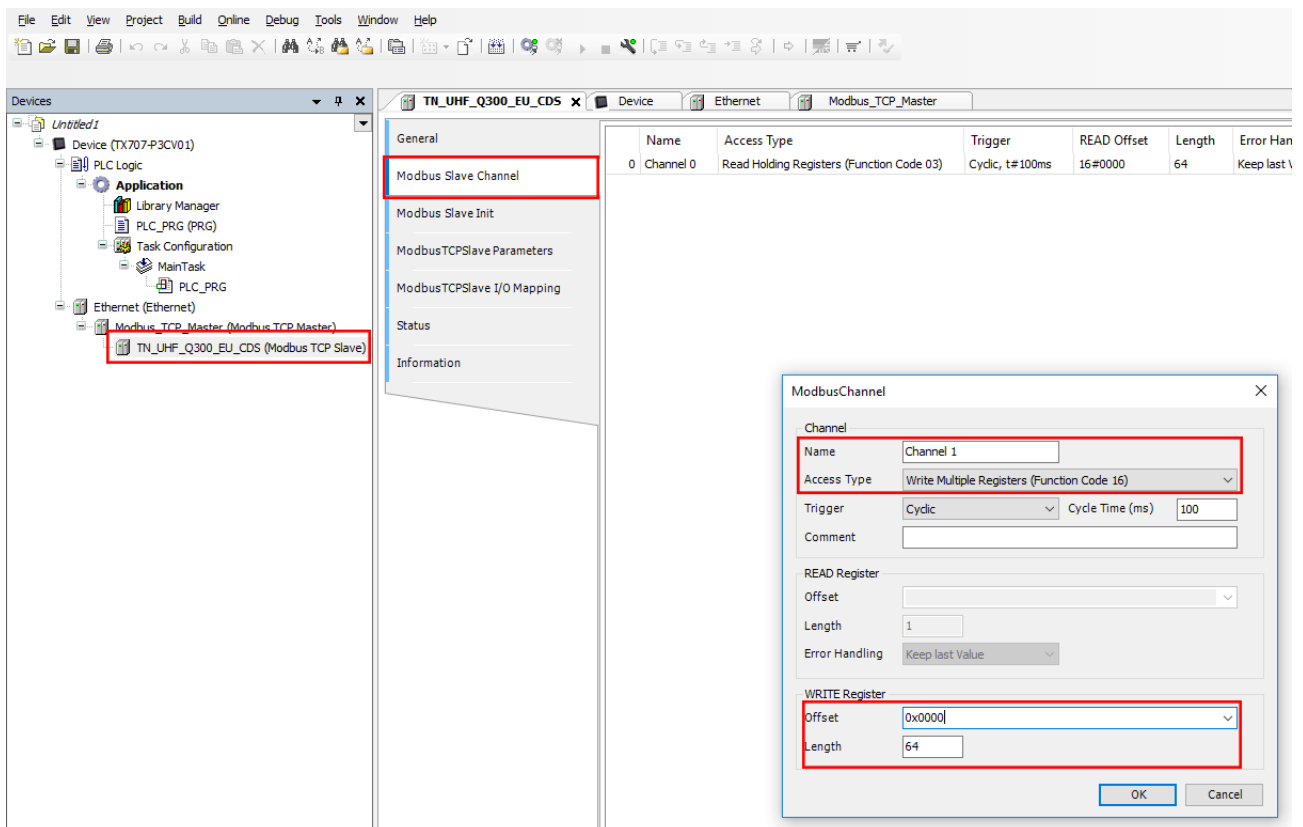 File Edit View Project Build Online Debug Tools Window Help
Devices
Untitled1
Device (TX707-P3CV01)
PLC Logic
Application
Library Manager
PLC_PRG (PRG)
Task Configuration
MainTask
PLC_PRG
Ethernet (Ethernet)
Modbus_TCP_Master (Modbus TCP Master)
TN_UHF_Q300_EU_CDS (Modbus TCP Slave)
TN_UHF_Q300_EU_CDS Device Ethernet Modbus_TCP_Master
General
Modbus Slave Channel
Modbus Slave Init
ModbusTCPSlave Parameters
ModbusTCPSlave I/O Mapping
Status
Information
Name Access Type Trigger READ Offset Length Error Han
0 Channel 0 Read Holding Registers (Function Code 03) Cyclic, t#100ms 16#0000 64 Keep last V
ModbusChannel
Channel
Name Channel 1
Access Type Write Multiple Registers (Function Code 16)
Trigger Cyclic Cycle Time (ms) 100
Comment
READ Register
Offset
Length 1
Error Handling Keep last Value
WRITE Register
Offset 0x0000
Length 64
OK Cancel